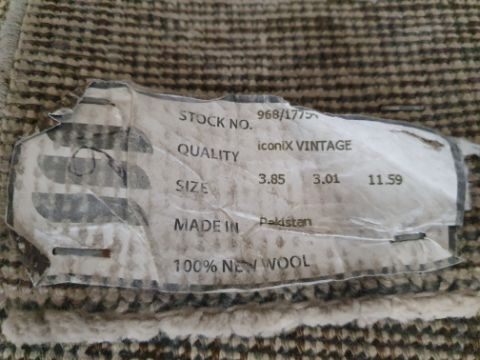 STOCK NO.
QUALITY iconiX VINTAGE
SIZE 3.85 3.01 11.59
MADE IN Pakistan
100% NEW WOOL